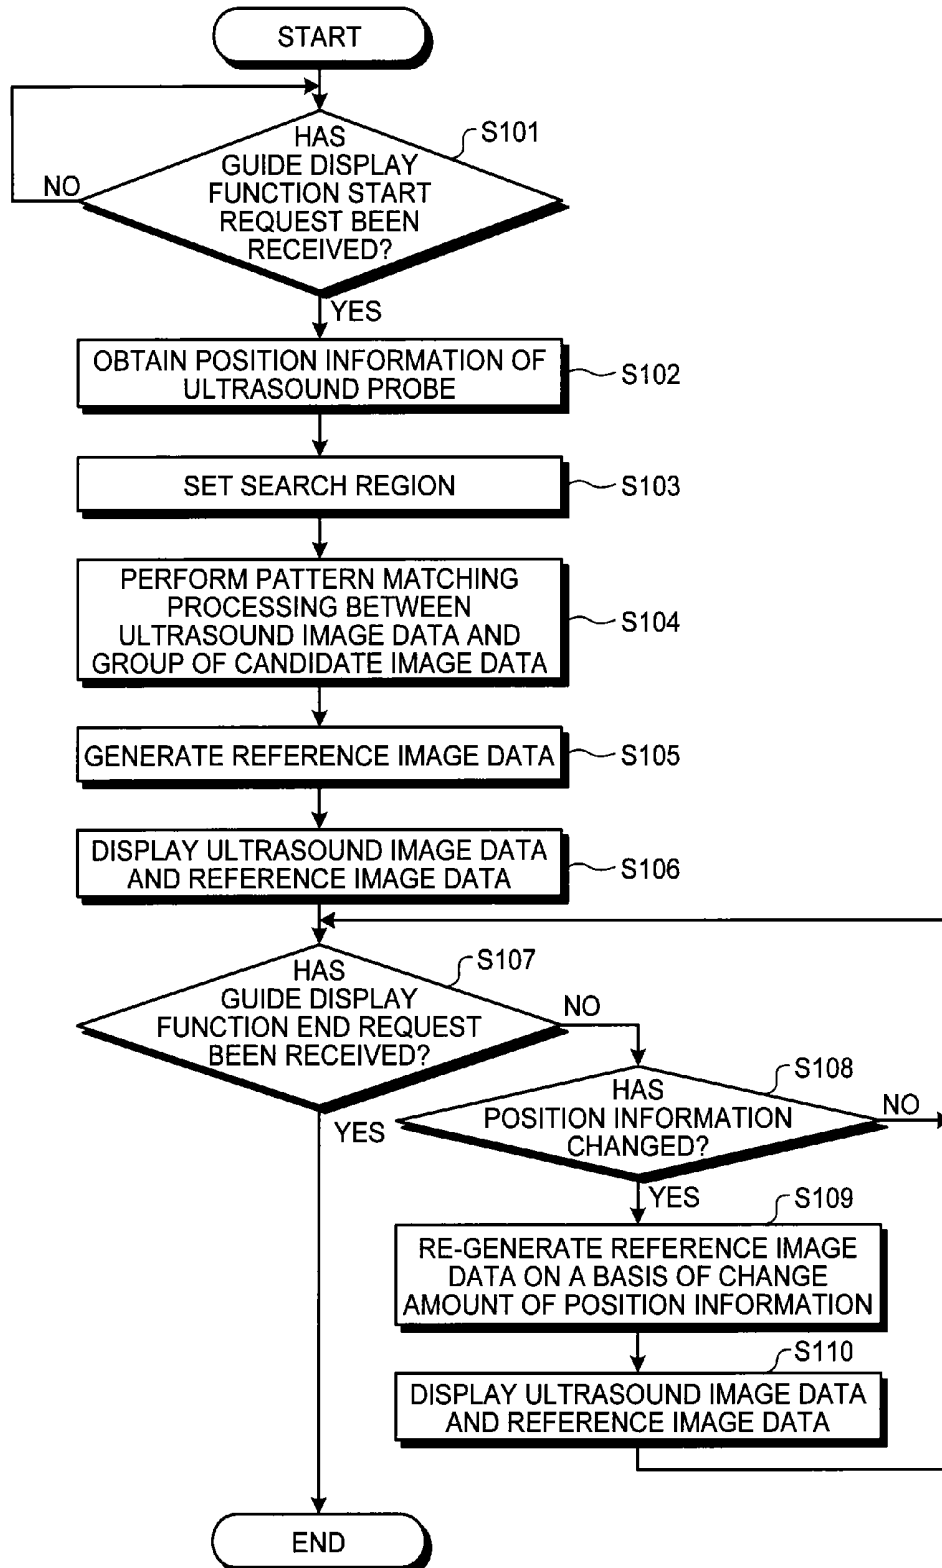 START
HAS
GUIDE DISPLAY
FUNCTION START
REQUEST BEEN
RECEIVED?
S101
NO
YES
OBTAIN POSITION INFORMATION OF
ULTRASOUND PROBE
S102
SET SEARCH REGION
S103
PERFORM PATTERN MATCHING
PROCESSING BETWEEN
ULTRASOUND IMAGE DATA AND
GROUP OF CANDIDATE IMAGE DATA
S104
GENERATE REFERENCE IMAGE DATA
S105
DISPLAY ULTRASOUND IMAGE DATA
AND REFERENCE IMAGE DATA
S106
HAS
GUIDE DISPLAY
FUNCTION END REQUEST
BEEN RECEIVED?
S107
NO
YES
HAS
POSITION INFORMATION
CHANGED?
S108
NO
YES
RE-GENERATE REFERENCE IMAGE
DATA ON A BASIS OF CHANGE
AMOUNT OF POSITION INFORMATION
S109
DISPLAY ULTRASOUND IMAGE DATA
AND REFERENCE IMAGE DATA
S110
END